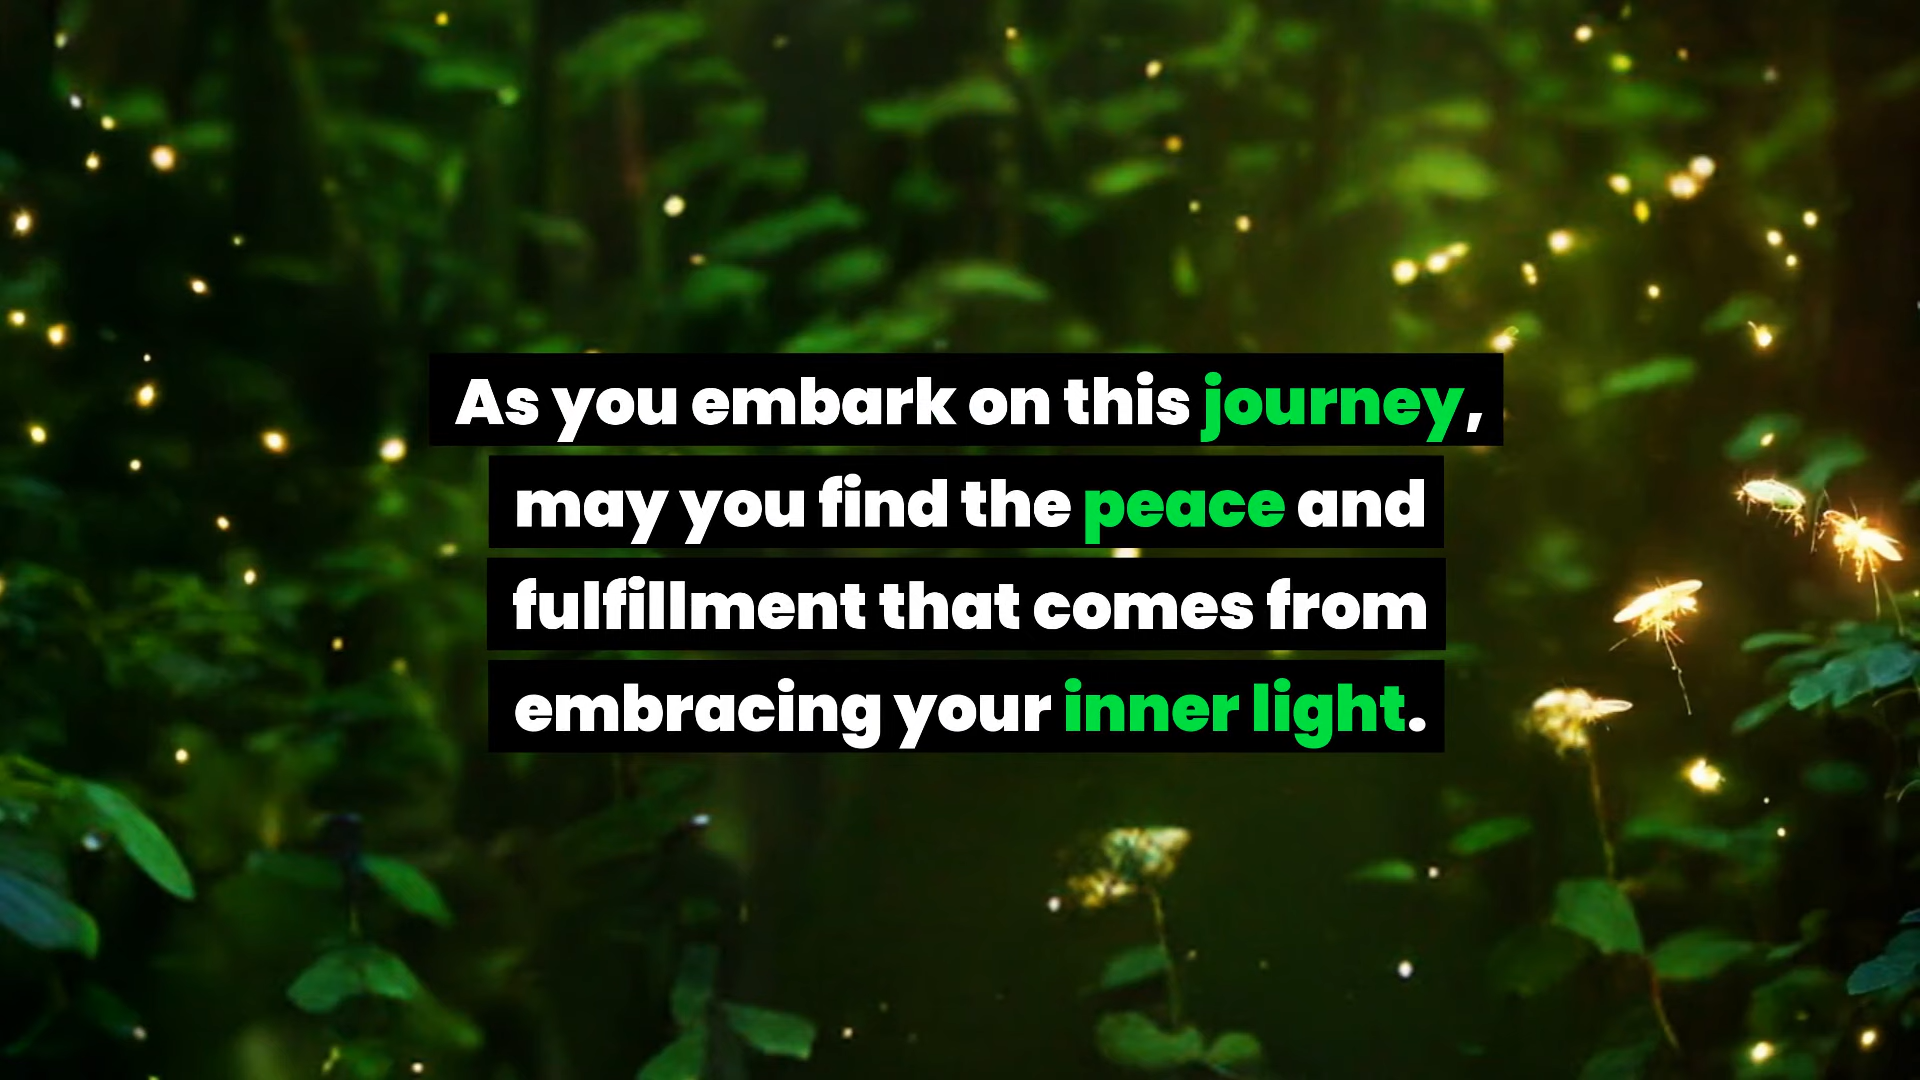 As you embark on this journey,
may you find the peace and
fulfillment that comes from
embracing your inner light.